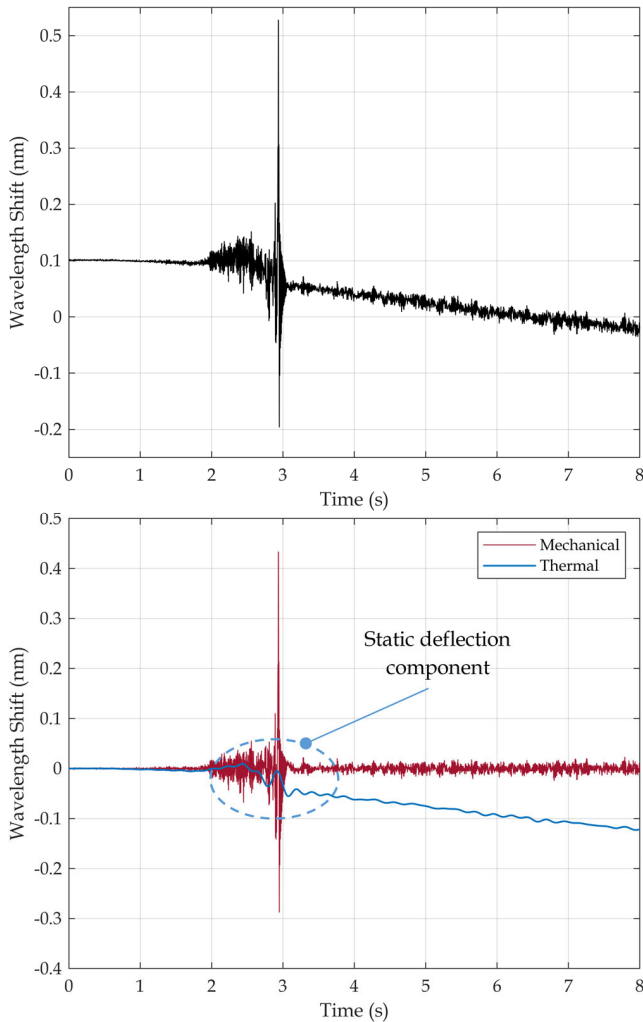 0.5
0.4
0.3
0.2
0.1
0
-0.1
-0.2
Wavelength Shift (nm)
0 1 2 3 4 5 6 7 8
Time (s)
0.5
0.4
0.3
0.2
0.1
0
-0.1
-0.2
-0.3
-0.4
Wavelength Shift (nm)
Mechanical
Thermal
Static deflection
component
0 1 2 3 4 5 6 7 8
Time (s)